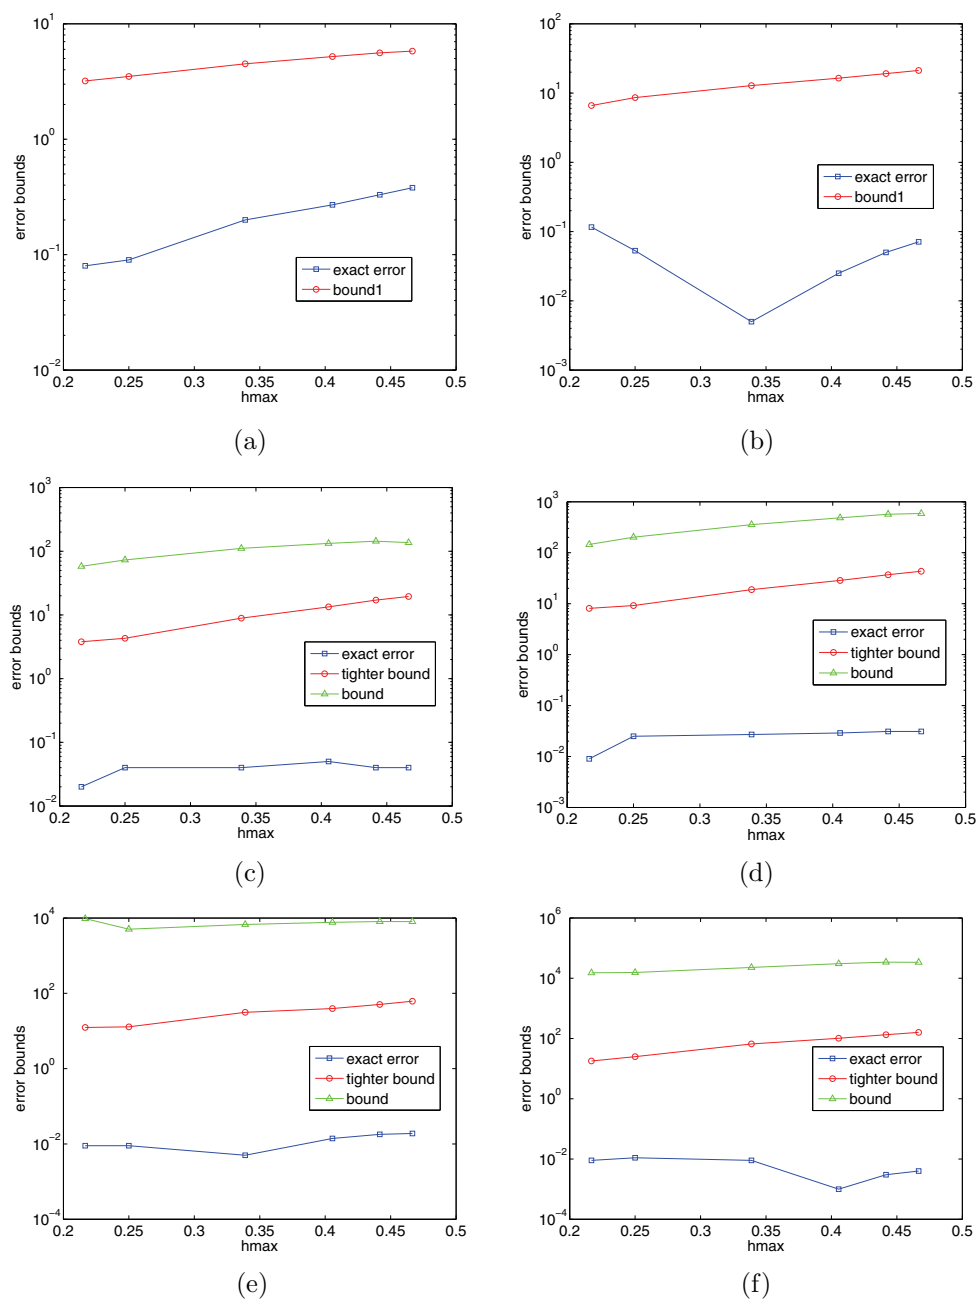 10^1
10^0
10^-1
10^-2
error bounds
0.2 0.25 0.3 0.35 0.4 0.45 0.5
hmax
exact error
bound1
(a)
10^2
10^1
10^0
10^-1
10^-2
10^-3
error bounds
0.2 0.25 0.3 0.35 0.4 0.45 0.5
hmax
exact error
bound1
(b)
10^3
10^2
10^1
10^0
10^-1
10^-2
error bounds
0.2 0.25 0.3 0.35 0.4 0.45 0.5
hmax
exact error
tighter bound
bound
(c)
10^3
10^2
10^1
10^0
10^-1
10^-2
10^-3
error bounds
0.2 0.25 0.3 0.35 0.4 0.45 0.5
hmax
exact error
tighter bound
bound
(d)
10^4
10^2
10^0
10^-2
10^-4
error bounds
0.2 0.25 0.3 0.35 0.4 0.45 0.5
hmax
exact error
tighter bound
bound
(e)
10^6
10^4
10^2
10^0
10^-2
10^-4
error bounds
0.2 0.25 0.3 0.35 0.4 0.45 0.5
hmax
exact error
tighter bound
bound
(f)